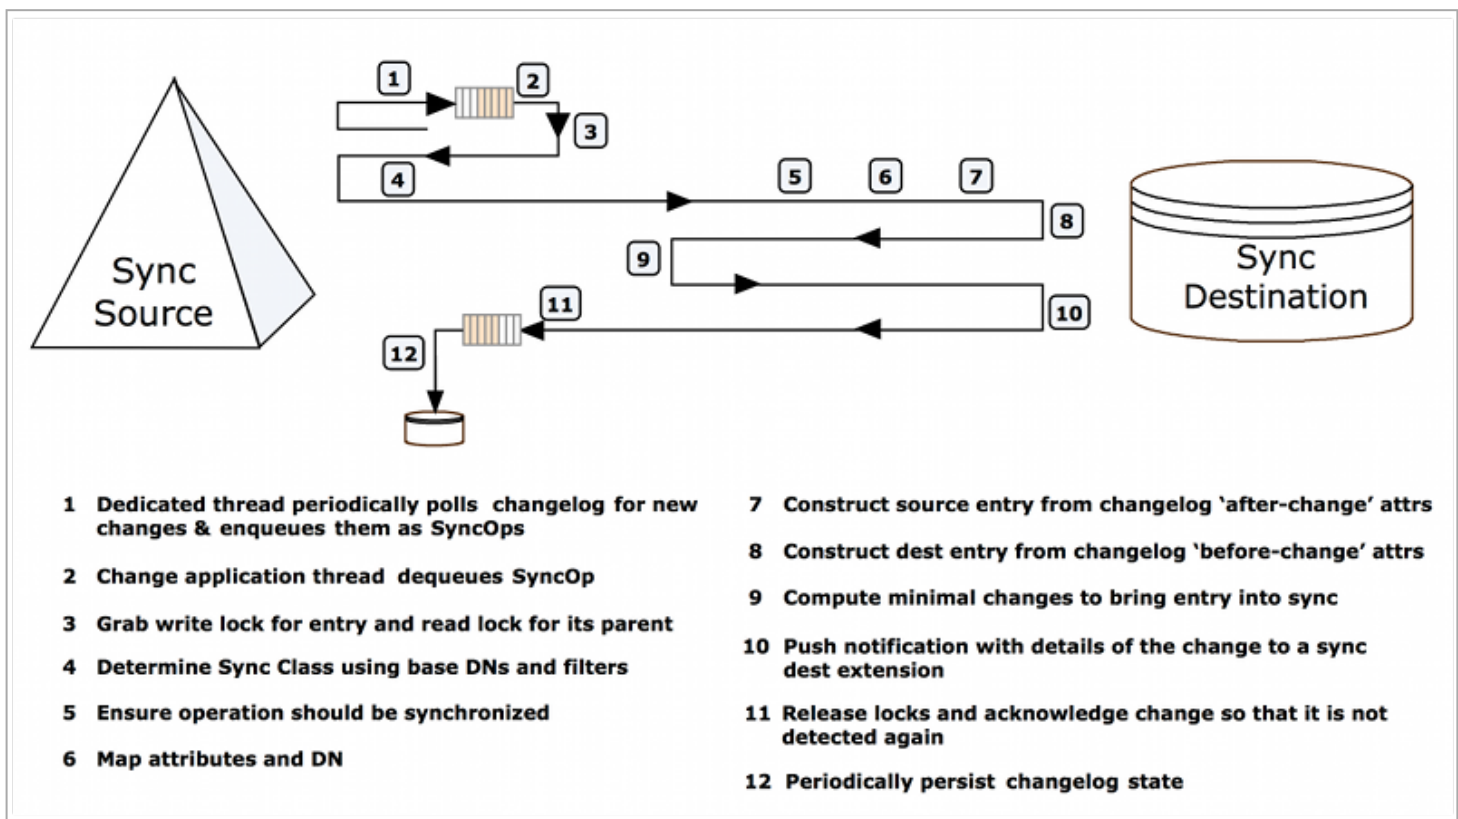 1
2
3
4
5
6
7
8
9
10
11
12
Sync
Source
Sync
Destination
1 Dedicated thread periodically polls changelog for new
changes & enqueues them as SyncOps
2 Change application thread dequeues SyncOp
3 Grab write lock for entry and read lock for its parent
4 Determine Sync Class using base DNs and filters
5 Ensure operation should be synchronized
6 Map attributes and DN
7 Construct source entry from changelog ‘after-change’ attrs
8 Construct dest entry from changelog ‘before-change’ attrs
9 Compute minimal changes to bring entry into sync
10 Push notification with details of the change to a sync
dest extension
11 Release locks and acknowledge change so that it is not
detected again
12 Periodically persist changelog state